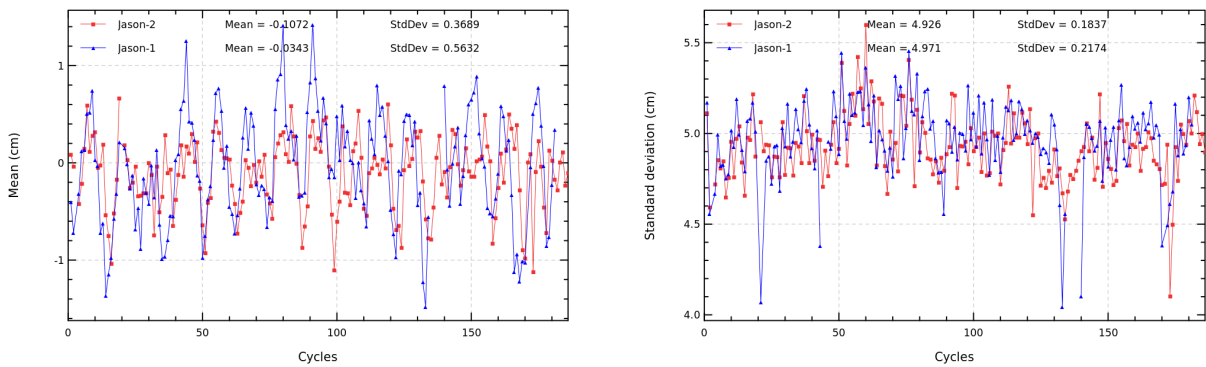 Jason-2 Mean = -0.1072 StdDev = 0.3689
Jason-1 Mean = -0.0343 StdDev = 0.5632
Mean (cm)
1
0
-1
0 50 100 150
Cycles
Jason-2 Mean = 4.926 StdDev = 0.1837
Jason-1 Mean = 4.971 StdDev = 0.2174
Standard deviation (cm)
5.5
5.0
4.5
4.0
0 50 100 150
Cycles